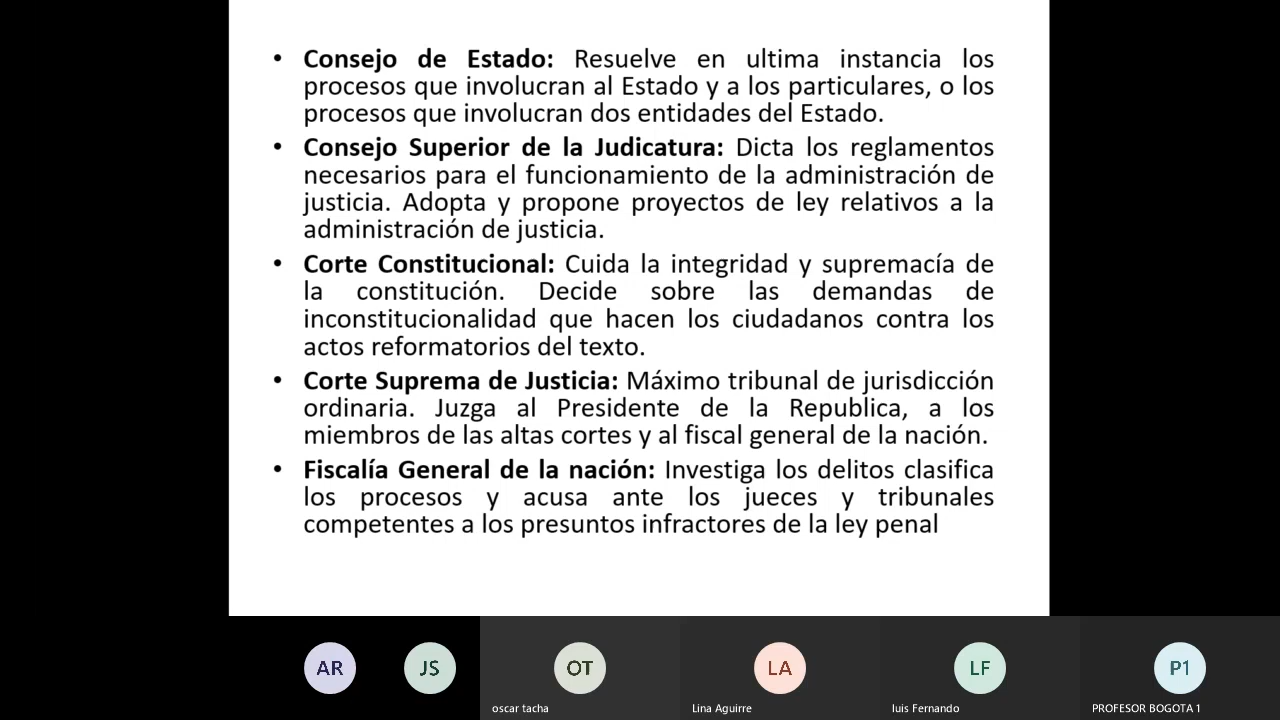 • Consejo de Estado: Resuelve en ultima instancia los
procesos que involucran al Estado y a los particulares, o los
procesos que involucran dos entidades del Estado.
• Consejo Superior de la Judicatura: Dicta los reglamentos
necesarios para el funcionamiento de la administración de
justicia. Adopta y propone proyectos de ley relativos a la
administración de justicia.
• Corte Constitucional: Cuida la integridad y supremacía de
la constitución. Decide sobre las demandas de
inconstitucionalidad que hacen los ciudadanos contra los
actos reformatorios del texto.
• Corte Suprema de Justicia: Máximo tribunal de jurisdicción
ordinaria. Juzga al Presidente de la Republica, a los
miembros de las altas cortes y al fiscal general de la nación.
• Fiscalía General de la nación: Investiga los delitos clasifica
los procesos y acusa ante los jueces y tribunales
competentes a los presuntos infractores de la ley penal
AR JS OT LA LF P1
oscar tacha Lina Aguirre luis Fernando PROFESOR BOGOTA 1